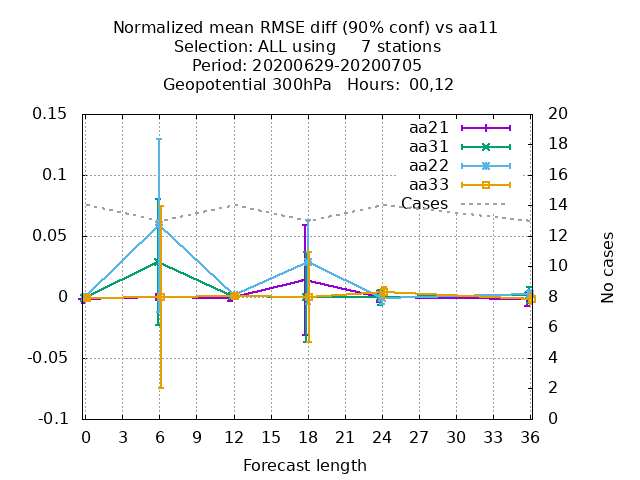 Normalized mean RMSE diff (90% conf) vs aa11
Selection: ALL using 7 stations
Period: 20200629-20200705
Geopotential 300hPa Hours: 00,12
0.15
0.1
0.05
0
-0.05
-0.1
20
18
16
14
12
10
8
6
4
2
0
aa21
aa31
aa22
aa33
Cases
No cases
0 3 6 9 12 15 18 21 24 27 30 33 36
Forecast length